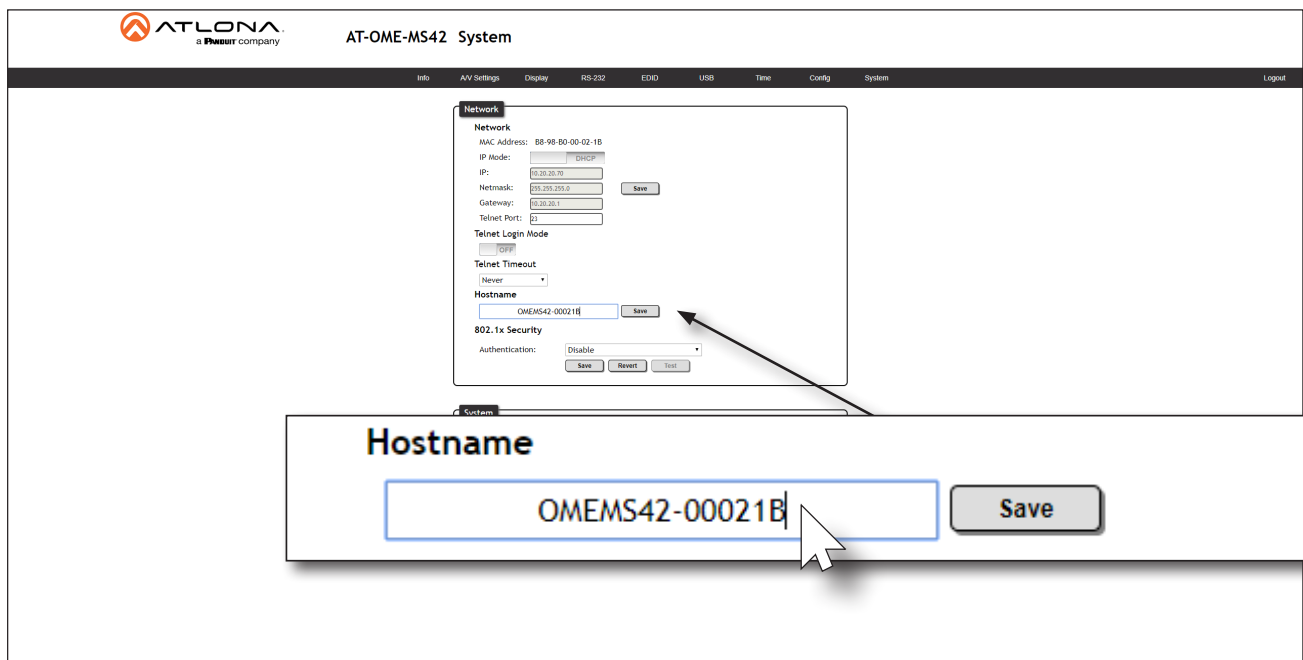 ATLONA.
a PANDUIT company
AT-OME-MS42 System
Info A/V Settings Display RS-232 EDID USB Time Config System Logout
Network
Network
MAC Address: B8-98-B0-00-02-1B
IP Mode: DHCP
IP: 10.20.20.70
Netmask: 255.255.255.0 Save
Gateway: 10.20.20.1
Telnet Port: 23
Telnet Login Mode
OFF
Telnet Timeout
Never
Hostname
OMEMS42-00021B Save
802.1x Security
Authentication: Disable
Save Revert Test
System
Hostname
OMEMS42-00021B Save